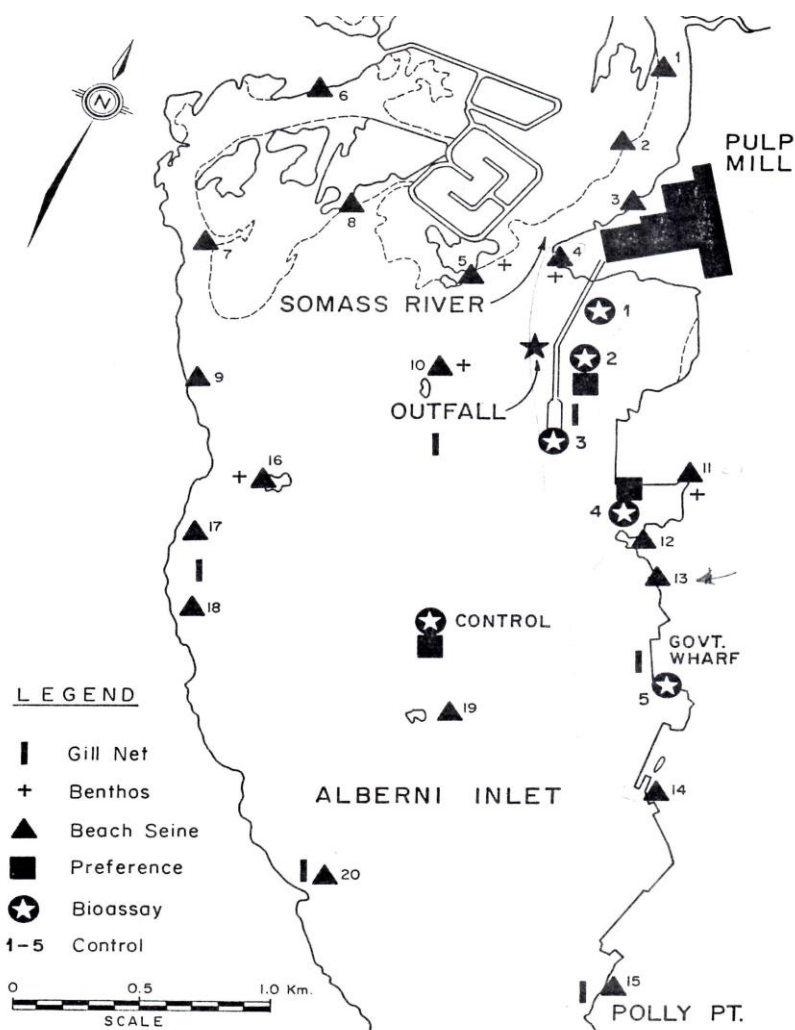 N
1
6
2
PULP
MILL
3
8
7
5
4
SOMASS RIVER
1
2
10
9
OUTFALL
3
16
11
4
17
12
13
18
CONTROL
GOVT.
WHARF
5
19
LEGEND
Gill Net
Benthos
Beach Seine
Preference
Bioassay
1-5 Control
ALBERNI INLET
14
20
15
0 0.5 1.0 Km.
SCALE
POLLY PT.